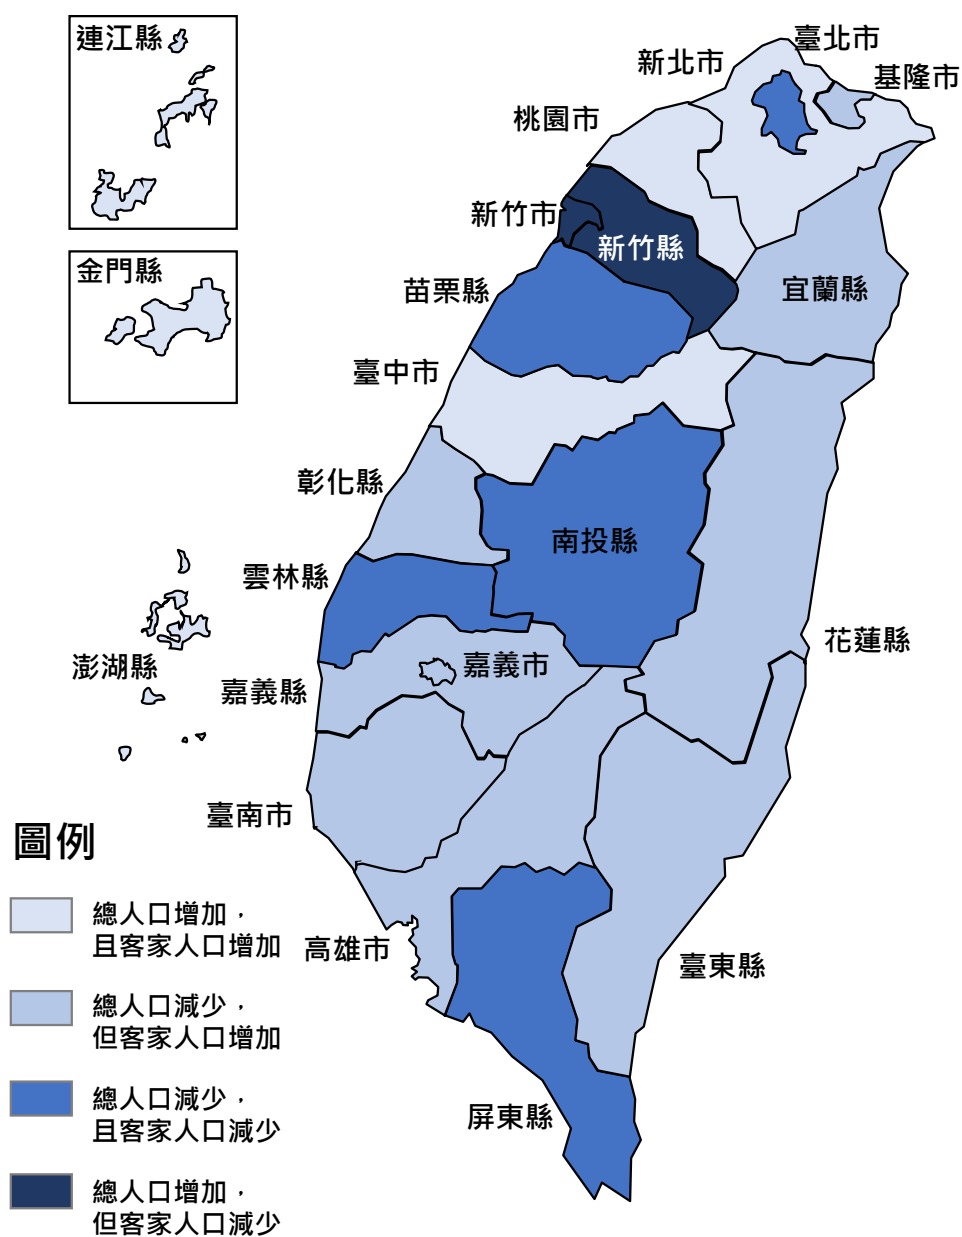 連江縣
金門縣
臺北市
新北市
基隆市
桃園市
新竹市
新竹縣
苗栗縣
宜蘭縣
臺中市
彰化縣
南投縣
雲林縣
花蓮縣
澎湖縣
嘉義市
嘉義縣
臺南市
高雄市
臺東縣
屏東縣
圖例
總人口增加，
且客家人口增加
總人口減少，
但客家人口增加
總人口減少，
且客家人口減少
總人口增加，
但客家人口減少